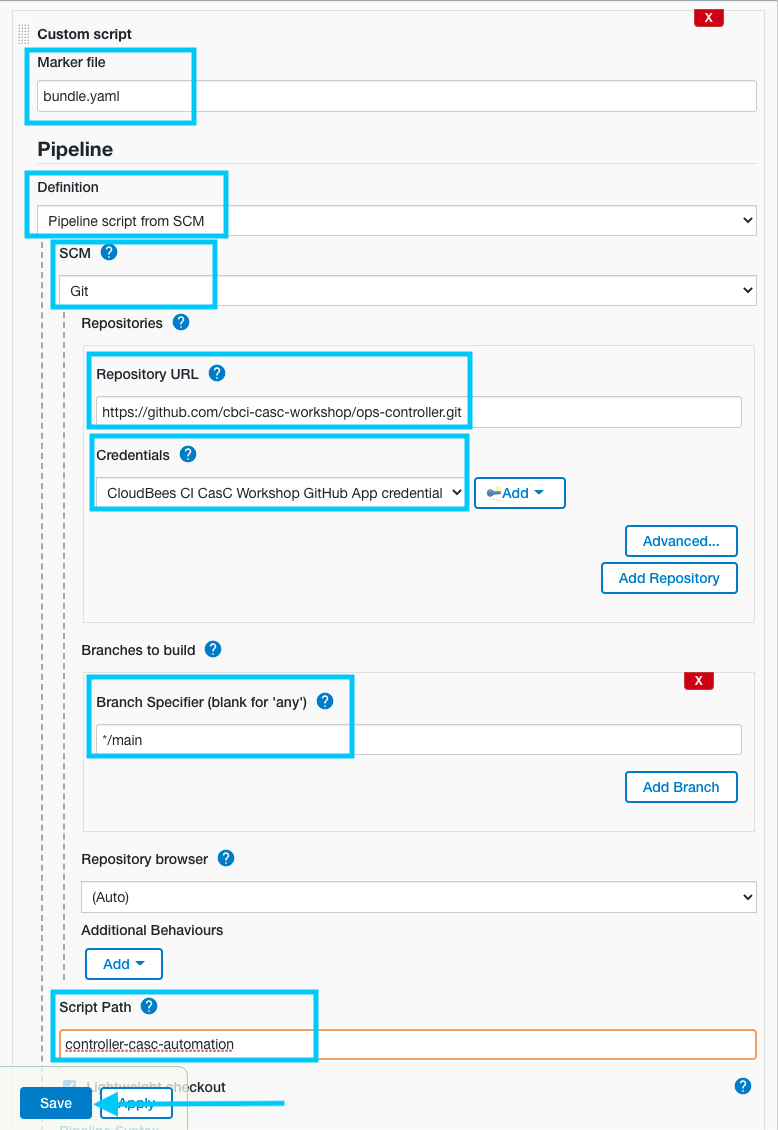 X
Custom script
Marker file
bundle.yaml
Pipeline
Definition
Pipeline script from SCM
SCM ?
Git
Repositories ?
Repository URL ?
https://github.com/cbci-casc-workshop/ops-controller.git
Credentials ?
CloudBees CI CasC Workshop GitHub App credential
Add
Advanced...
Add Repository
Branches to build ?
X
Branch Specifier (blank for 'any') ?
*/main
Add Branch
Repository browser ?
(Auto)
Additional Behaviours
Add
Script Path ?
controller-casc-automation
Lightweight checkout ?
Save Apply
Pipeline Syntax